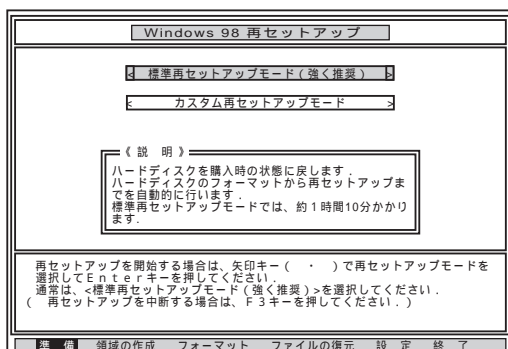 Windows 98 再セットアップ
< 標準再セットアップモード（強く推奨） >
< カスタム再セットアップモード >
《 説 明 》
ハードディスクを購入時の状態に戻します．
ハードディスクのフォーマットから再セットアップま
でを自動的に行います．
標準再セットアップモードでは、約１時間10分かかり
ます．
再セットアップを開始する場合は、矢印キー（ ・ ）で再セットアップモードを
選択してＥｎｔｅｒキーを押してください．
通常は、<標準再セットアップモード（強く推奨）>を選択してください．
（ 再セットアップを中断する場合は、Ｆ３キーを押してください．）
準 備 領域の作成 フォーマット ファイルの復元 設 定 終 了